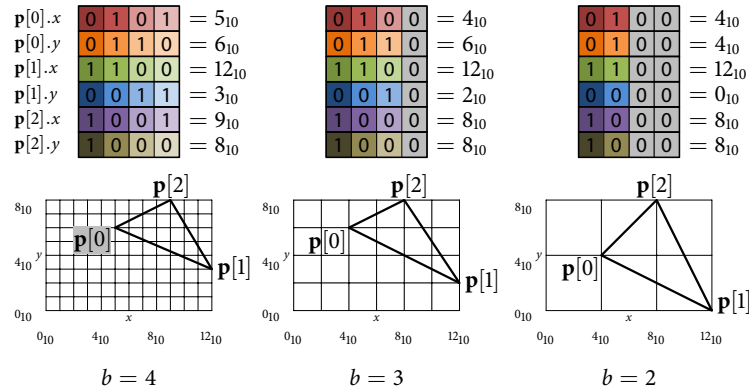 p[0].x 0 1 0 1 = 5₁₀ 0 1 0 0 = 4₁₀ 0 1 0 0 = 4₁₀
p[0].y 0 1 1 0 = 6₁₀ 0 1 1 0 = 6₁₀ 0 1 0 0 = 4₁₀
p[1].x 1 1 0 0 = 12₁₀ 1 1 0 0 = 12₁₀ 1 1 0 0 = 12₁₀
p[1].y 0 0 1 1 = 3₁₀ 0 0 1 0 = 2₁₀ 0 0 0 0 = 0₁₀
p[2].x 1 0 0 1 = 9₁₀ 1 0 0 0 = 8₁₀ 1 0 0 0 = 8₁₀
p[2].y 1 0 0 0 = 8₁₀ 1 0 0 0 = 8₁₀ 1 0 0 0 = 8₁₀
p[2] p[2] p[2]
8₁₀ 8₁₀ 8₁₀
p[0] p[0] p[0]
y y y
4₁₀ 4₁₀ 4₁₀
p[1] p[1] p[1]
0₁₀ 0₁₀ 0₁₀
x x x
0₁₀ 4₁₀ 8₁₀ 12₁₀ 0₁₀ 4₁₀ 8₁₀ 12₁₀ 0₁₀ 4₁₀ 8₁₀ 12₁₀
b = 4 b = 3 b = 2